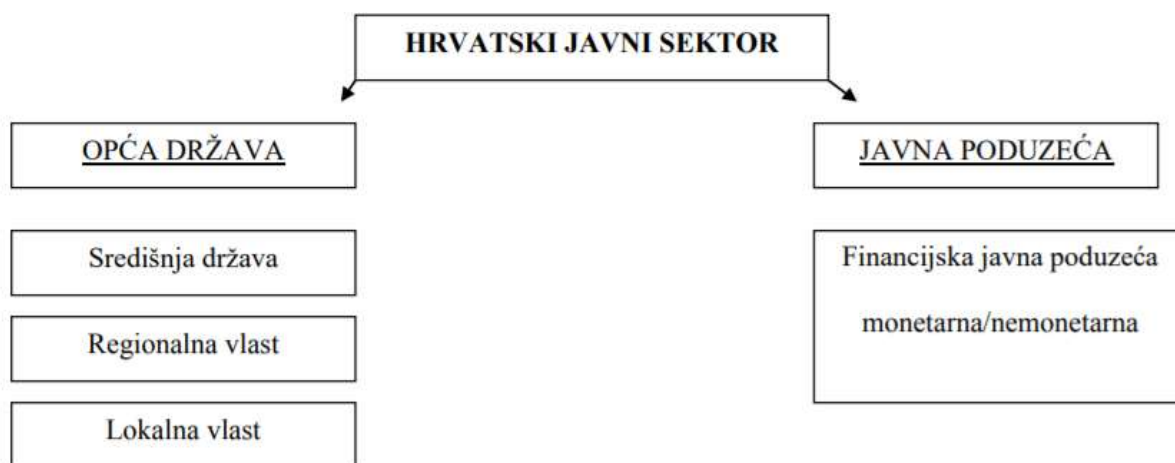 HRVATSKI JAVNI SEKTOR
OPĆA DRŽAVA
JAVNA PODUZEĆA
Središnja država
Regionalna vlast
Lokalna vlast
Financijska javna poduzeća
monetarna/nemonetarna